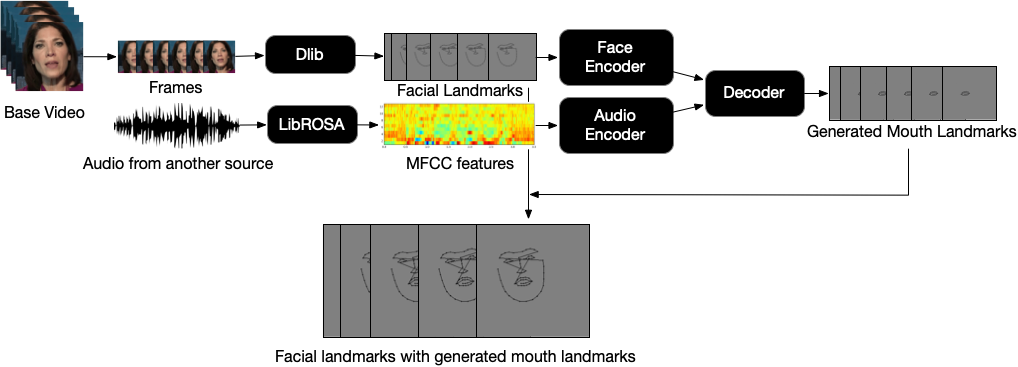 Base Video
Frames
Dlib
Facial Landmarks
Face
Encoder
Audio from another source
LibROSA
MFCC features
Audio
Encoder
Decoder
Generated Mouth Landmarks
Facial landmarks with generated mouth landmarks